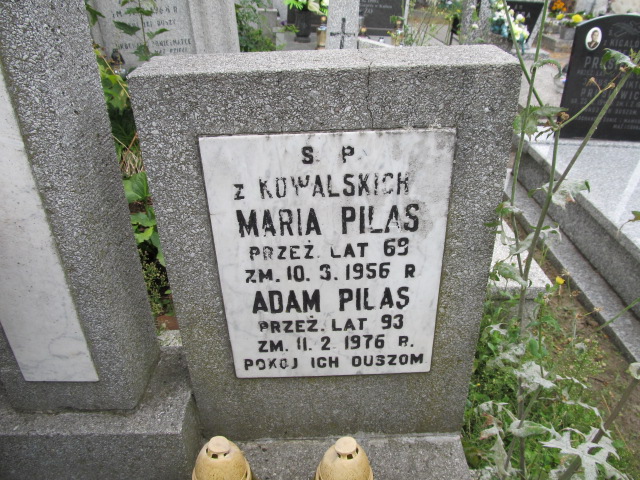 S P
Z KOWALSKICH
MARIA PILAS
PRZEŻ. LAT 69
ZM. 10. 3. 1956 R
ADAM PILAS
PRZEŻ. LAT 93
ZM. 11. 2. 1976 R.
POKÓJ ICH DUSZOM